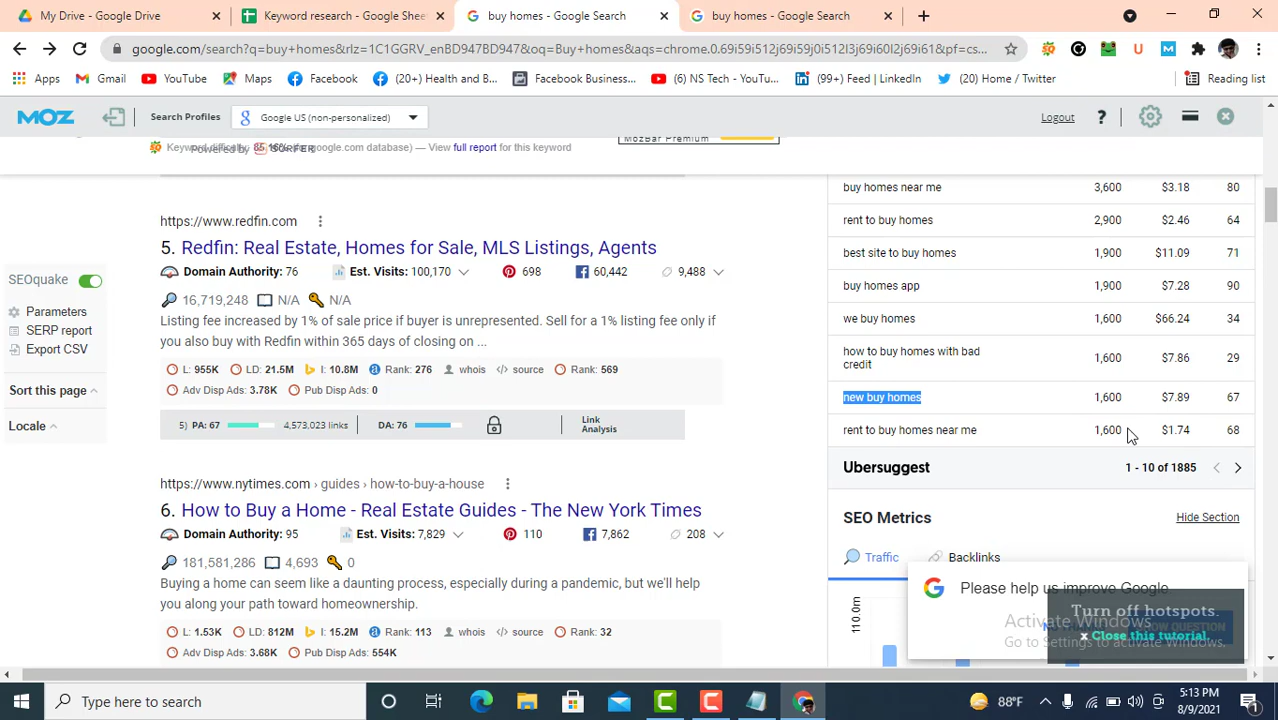 My Drive - Google Drive
Keyword research - Google Shee
buy homes - Google Search
buy homes - Google Search
google.com/search?q=buy+homes&rlz=1C1GGRV_enBD947BD947&oq=Buy+homes&aqs=chrome.0.69i59i512j69i59j0i512l3j69i60l2j69i61&pf=cs...
Apps
Gmail
YouTube
Maps
Facebook
(20+) Health and B...
Facebook Business...
(6) NS Tech - YouT...
(99+) Feed | LinkedIn
(20) Home / Twitter
Reading list
MOZ
Search Profiles
Google US (non-personalized)
Logout
?
MozBar Premium
google.com database) — View full report for this keyword
https://www.redfin.com
5. Redfin: Real Estate, Homes for Sale, MLS Listings, Agents
Domain Authority: 76 Est. Visits: 100,170 698 60,442 9,488
16,719,248 N/A N/A
Listing fee increased by 1% of sale price if buyer is unrepresented. Sell for a 1% listing fee only if
you also buy with Redfin within 365 days of closing on ...
L: 955K LD: 21.5M I: 10.8M Rank: 276 whois source Rank: 569
Adv Disp Ads: 3.78K Pub Disp Ads: 0
5) PA: 67 4,573,023 links DA: 76 Link
Analysis
https://www.nytimes.com › guides › how-to-buy-a-house
6. How to Buy a Home - Real Estate Guides - The New York Times
Domain Authority: 95 Est. Visits: 7,829 110 7,862 208
181,581,286 4,693 0
Buying a home can seem like a daunting process, especially during a pandemic, but we'll help
you along your path toward homeownership.
L: 1.53K LD: 812M I: 15.2M Rank: 113 whois source Rank: 32
Adv Disp Ads: 3.68K Pub Disp Ads: 554K
SEOquake
Parameters
SERP report
Export CSV
Sort this page
Locale
buy homes near me 3,600 $3.18 80
rent to buy homes 2,900 $2.46 64
best site to buy homes 1,900 $11.09 71
buy homes app 1,900 $7.28 90
we buy homes 1,600 $66.24 34
how to buy homes with bad
credit 1,600 $7.86 29
new buy homes 1,600 $7.89 67
rent to buy homes near me 1,600 $1.74 68
Ubersuggest 1 - 10 of 1885
SEO Metrics Hide Section
Traffic Backlinks
110.0m
Please help us improve Google
Activate Windows
Go to Settings to activate Windows.
Turn off hotspots.
x Close this tutorial.
Type here to search
88°F
5:13 PM
8/9/2021
1